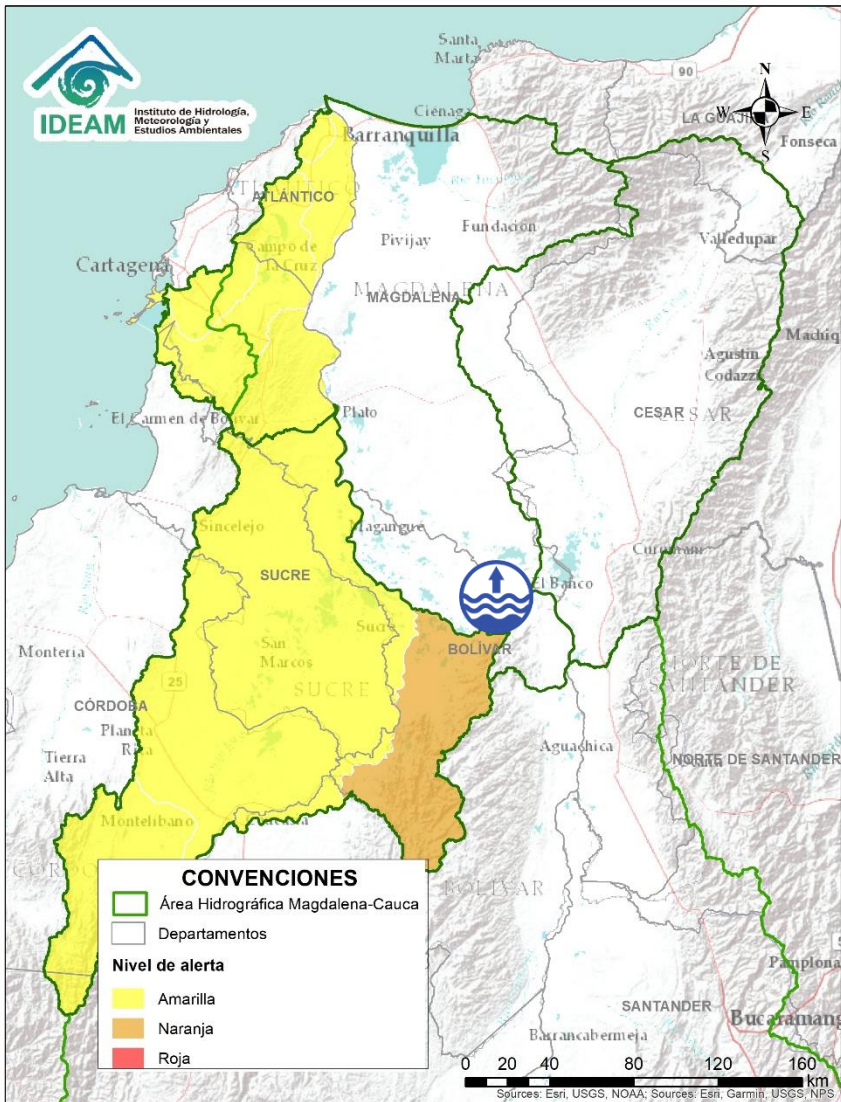 IDEAM
Instituto de Hidrología,
Meteorología y
Estudios Ambientales
Santa
Marta
90
N
W
E
S
LA GUAJI
Ciénaga
Barranquilla
Fonseca
ATLÁNTICO
Fundación
Pivijay
Valledupar
Campo de
la Cruz
Cartagena
MAGDALENA
MAGDALENA
Agustín
Codazzi
CESAR
CESAR
El Carmen de Bolívar
Plato
Sincelejo
Magangué
Curumaní
SUCRE
El Banco
Sucre
BOLÍVAR
San
Marcos
Montería
SUCRE
25
NORTE DE
SANTANDER
CÓRDOBA
Planeta
Rica
Aguachica
NORTE DE SANTANDER
Tierra
Alta
Montelíbano
BOLÍVAR
CONVENCIONES
Área Hidrográfica Magdalena-Cauca
Departamentos
Nivel de alerta
Amarilla
Naranja
Roja
Pamplona
SANTANDER
Bucaramang
Barrancabermeja
0 20 40 80 120 160
km
Sources: Esri, USGS, NOAA; Sources: Esri, Garmin, USGS, NPS